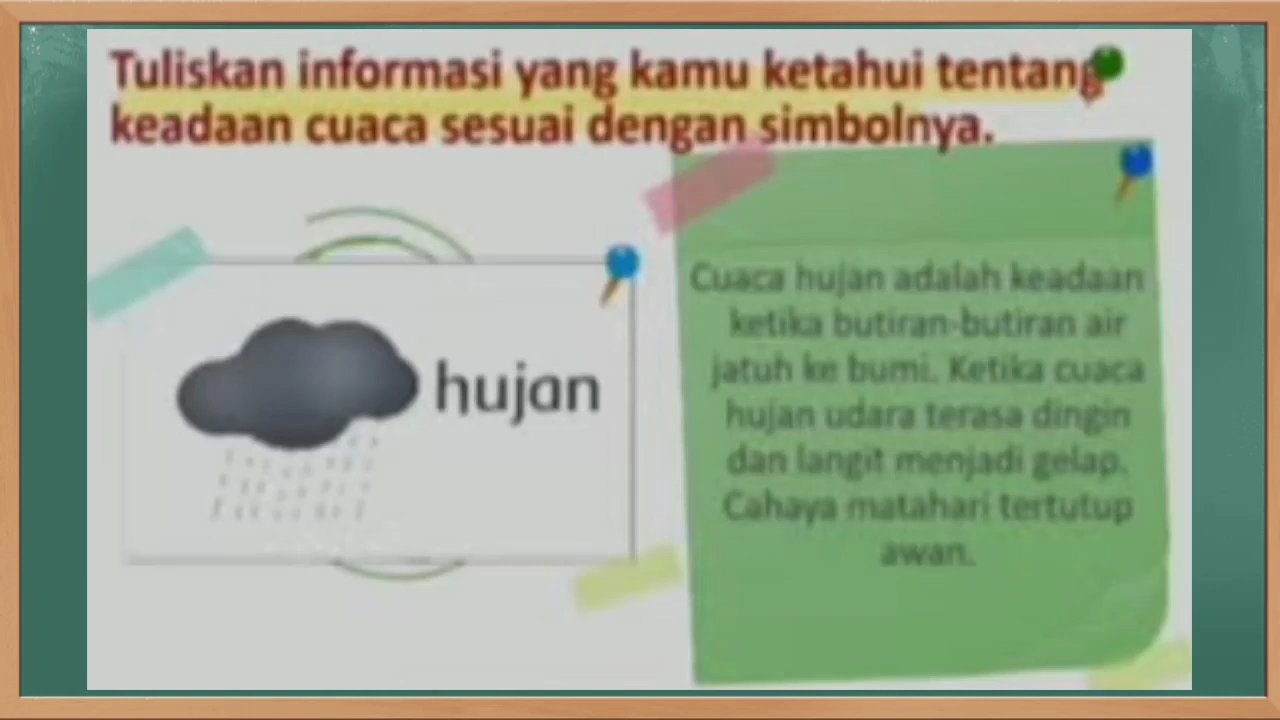 Tuliskan informasi yang kamu ketahui tentang
keadaan cuaca sesuai dengan simbolnya.
hujan
Cuaca hujan adalah keadaan
ketika butiran-butiran air
jatuh ke bumi. Ketika cuaca
hujan udara terasa dingin
dan langit menjadi gelap.
Cahaya matahari tertutup
awan.